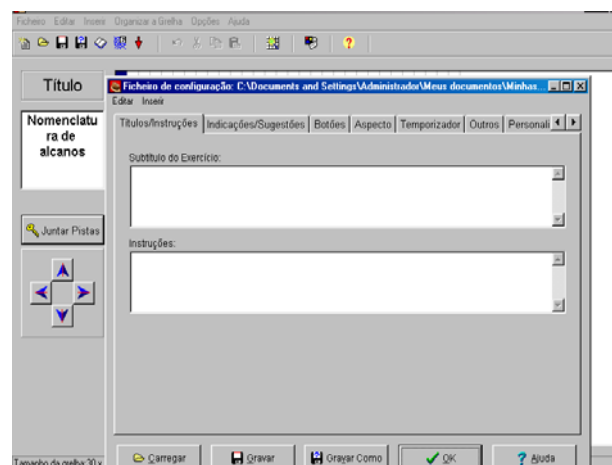 Ficheiro Editar Inserir Organizar a Grelha Opções Ajuda
Título
Nomenclatu
ra de
alcanos
Juntar Pistas
Ficheiro de configuração: C:\Documents and Settings\Administrador\Meus documentos\Minhas...
Editar Inserir
Títulos/Instruções Indicações/Sugestões Botões Aspecto Temporizador Outros Personali
Subtítulo do Exercício:
Instruções:
Carregar Gravar Gravar Como OK Ajuda
Tamanho da grelha:30 x